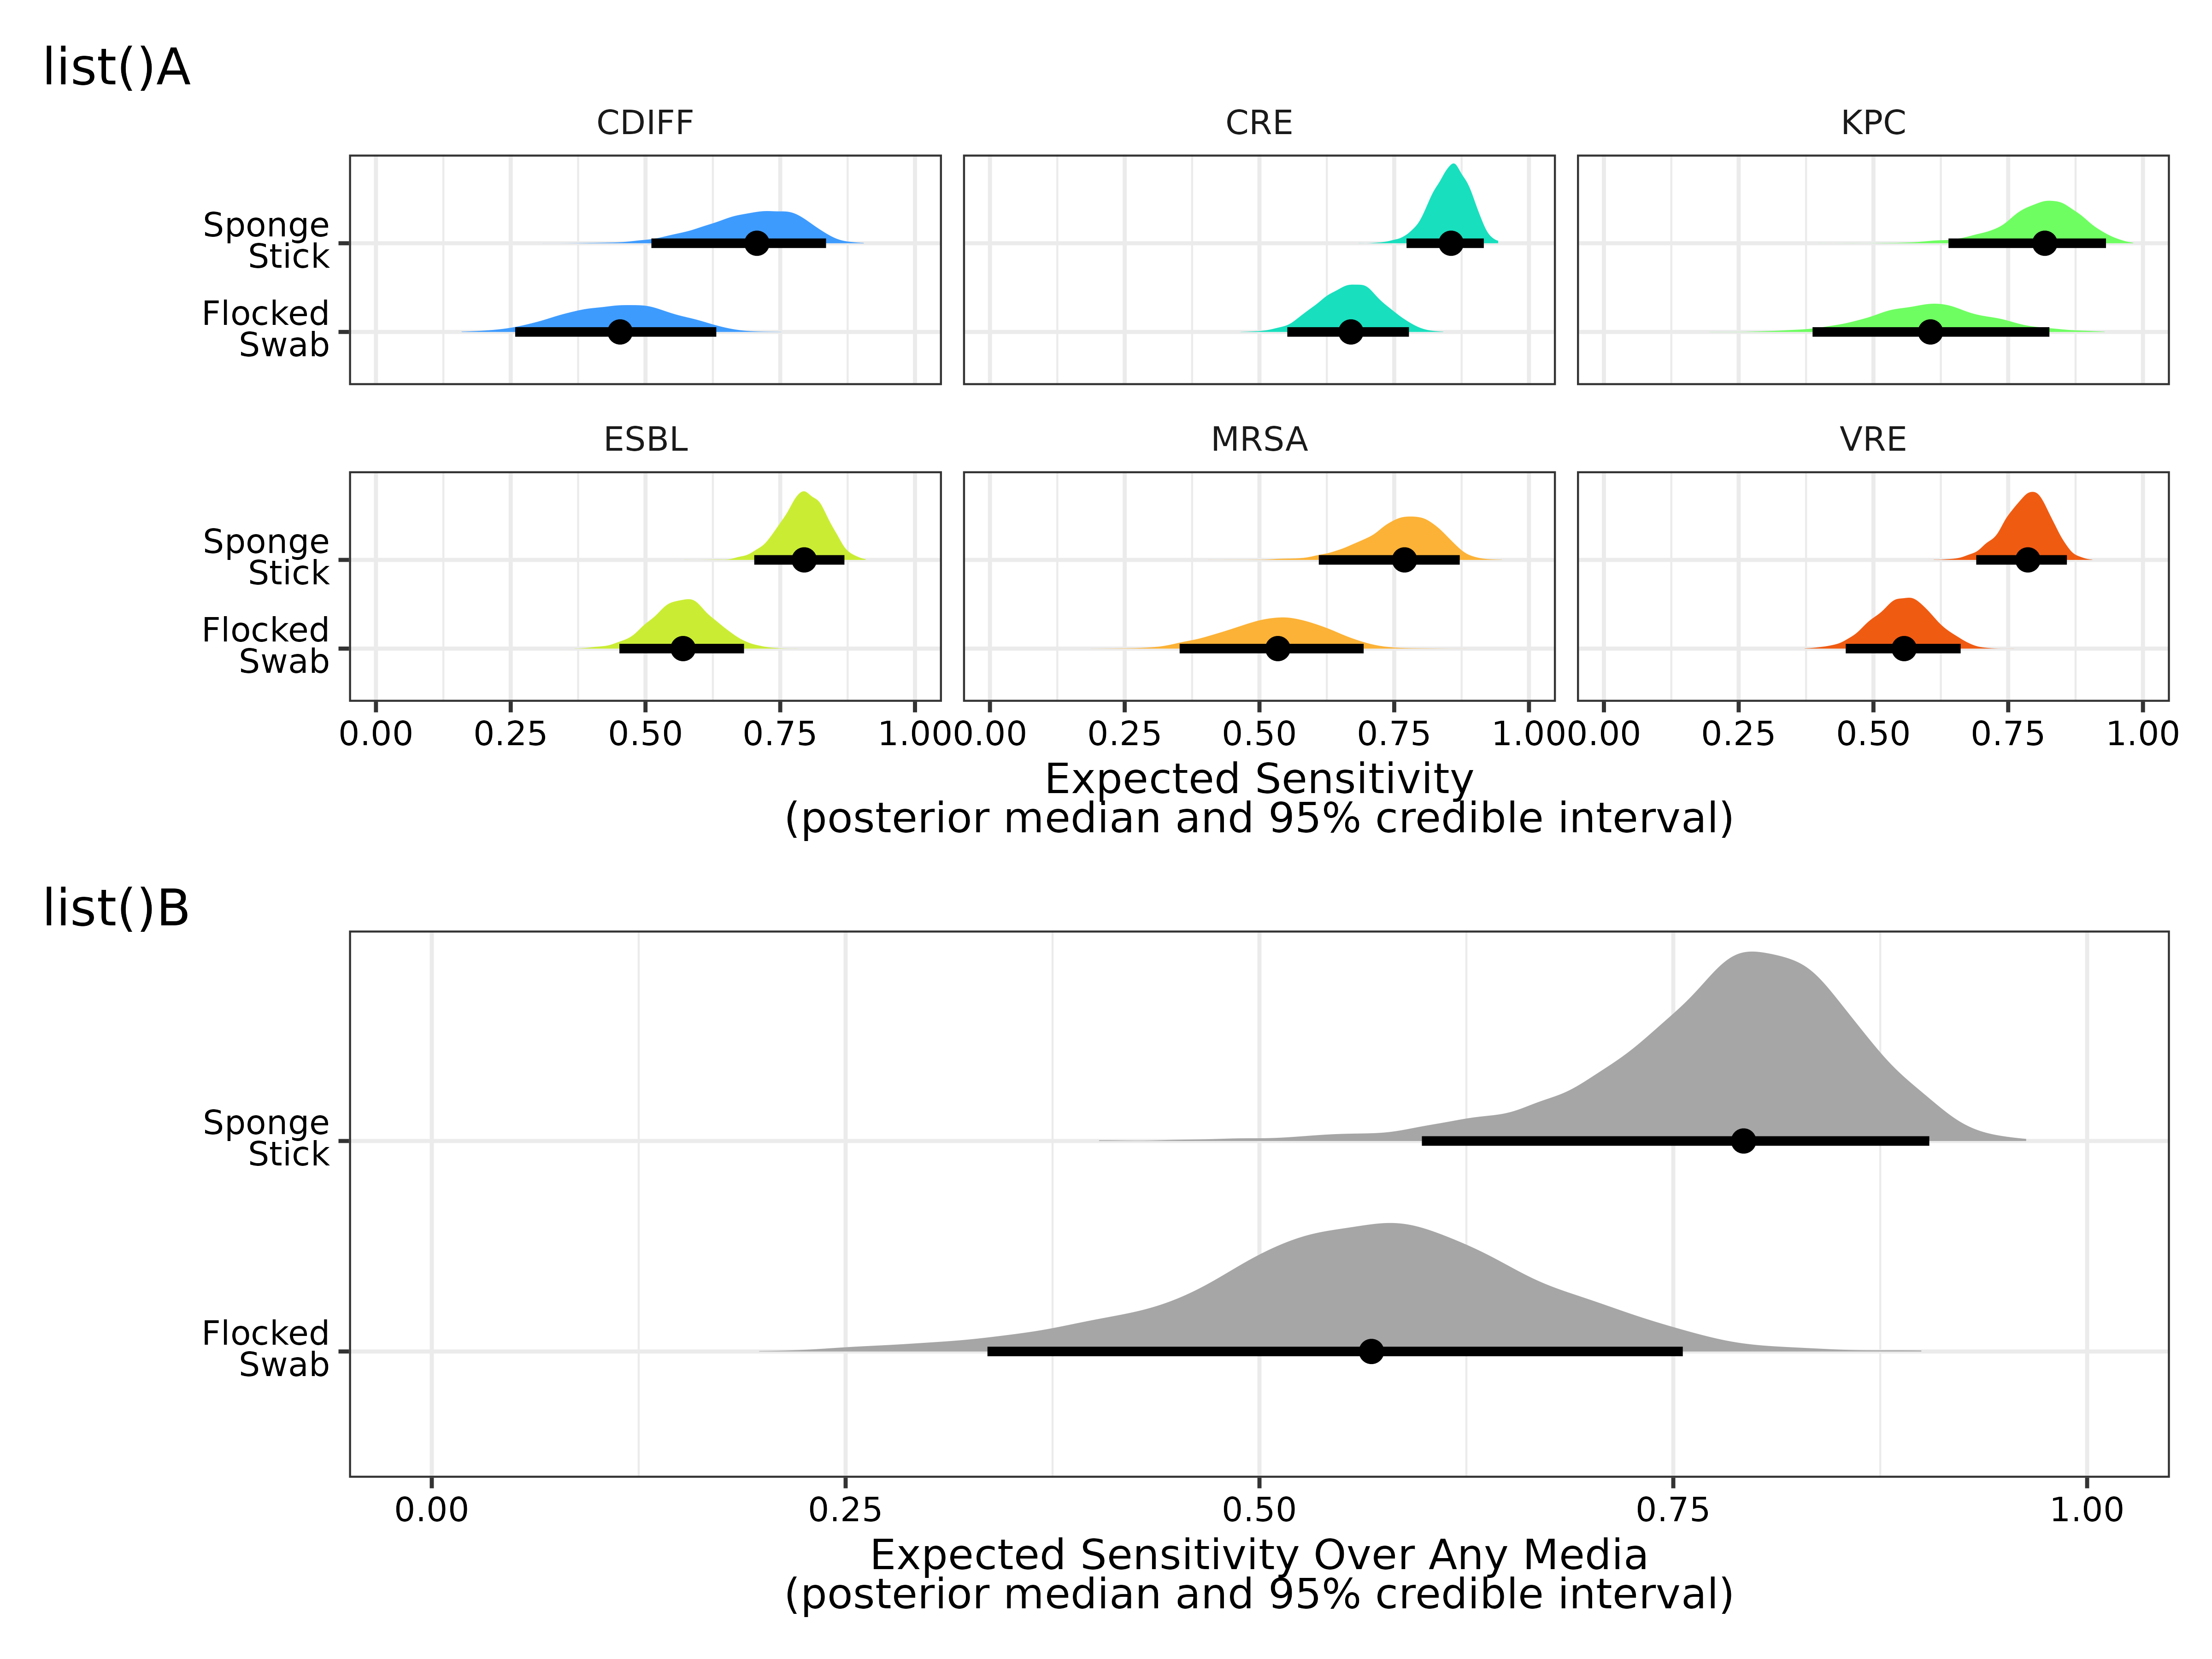 list()A
CDIFF CRE KPC
Sponge
Stick
Flocked
Swab
ESBL MRSA VRE
Sponge
Stick
Flocked
Swab
0.00 0.25 0.50 0.75 1.00 0.00 0.25 0.50 0.75 1.00 0.00 0.25 0.50 0.75 1.00
Expected Sensitivity
(posterior median and 95% credible interval)
list()B
Sponge
Stick
Flocked
Swab
0.00 0.25 0.50 0.75 1.00
Expected Sensitivity Over Any Media
(posterior median and 95% credible interval)